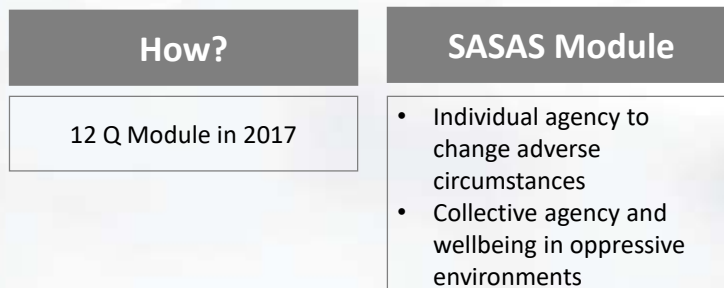 How?
12 Q Module in 2017
SASAS Module
• Individual agency to
change adverse
circumstances
• Collective agency and
wellbeing in oppressive
environments